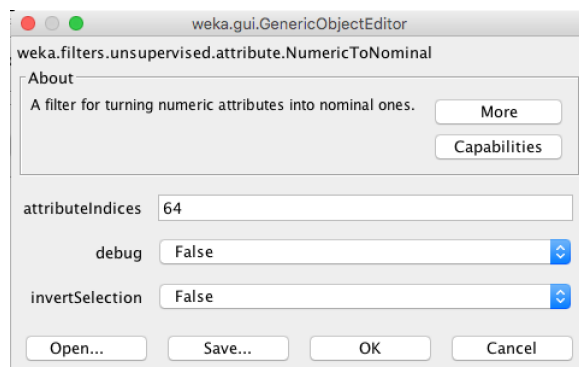 weka.gui.GenericObjectEditor
weka.filters.unsupervised.attribute.NumericToNominal
About
A filter for turning numeric attributes into nominal ones.
More
Capabilities
attributeIndices 64
debug False
invertSelection False
Open... Save... OK Cancel